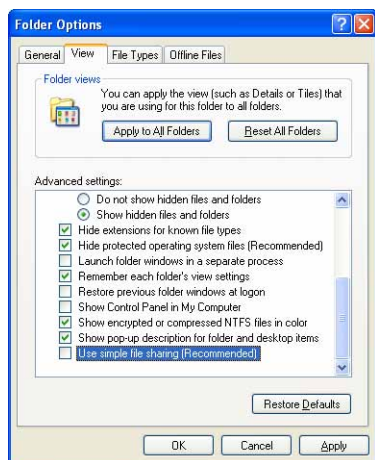 Folder Options
General View File Types Offline Files
Folder views
You can apply the view (such as Details or Tiles) that
you are using for this folder to all folders.
Apply to All Folders Reset All Folders
Advanced settings:
Do not show hidden files and folders
Show hidden files and folders
Hide extensions for known file types
Hide protected operating system files (Recommended)
Launch folder windows in a separate process
Remember each folder's view settings
Restore previous folder windows at logon
Show Control Panel in My Computer
Show encrypted or compressed NTFS files in color
Show pop-up description for folder and desktop items
Use simple file sharing (Recommended)
Restore Defaults
OK Cancel Apply